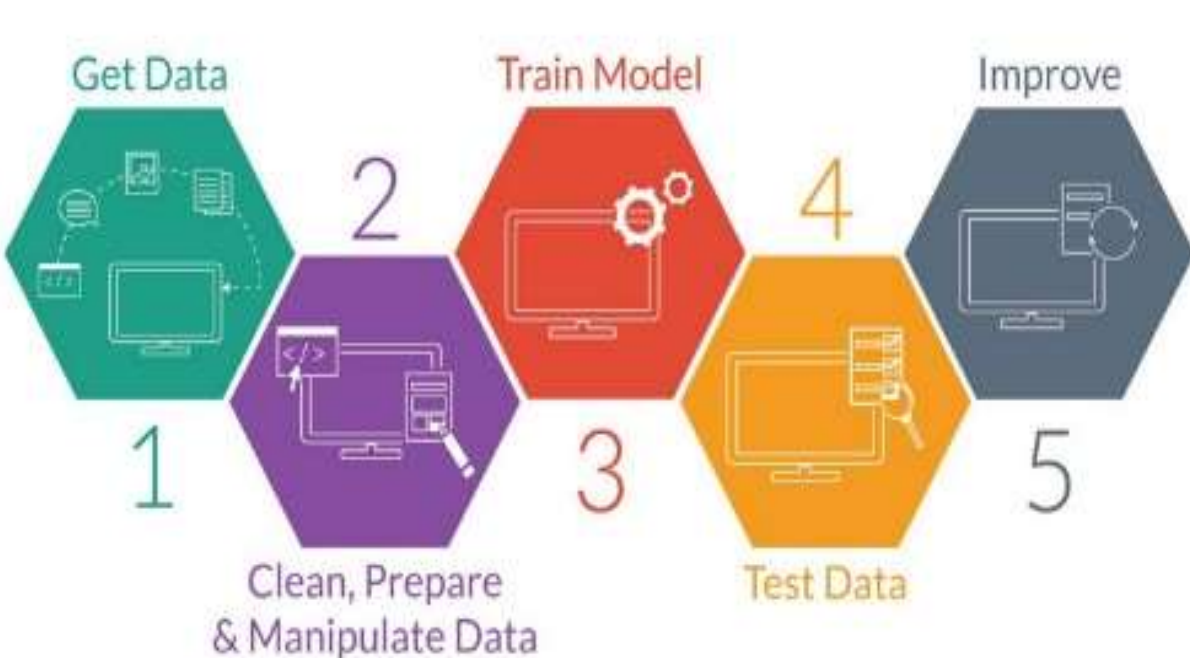 Get Data
1
2
Clean, Prepare
& Manipulate Data
</>
Train Model
3
4
Test Data
Improve
5